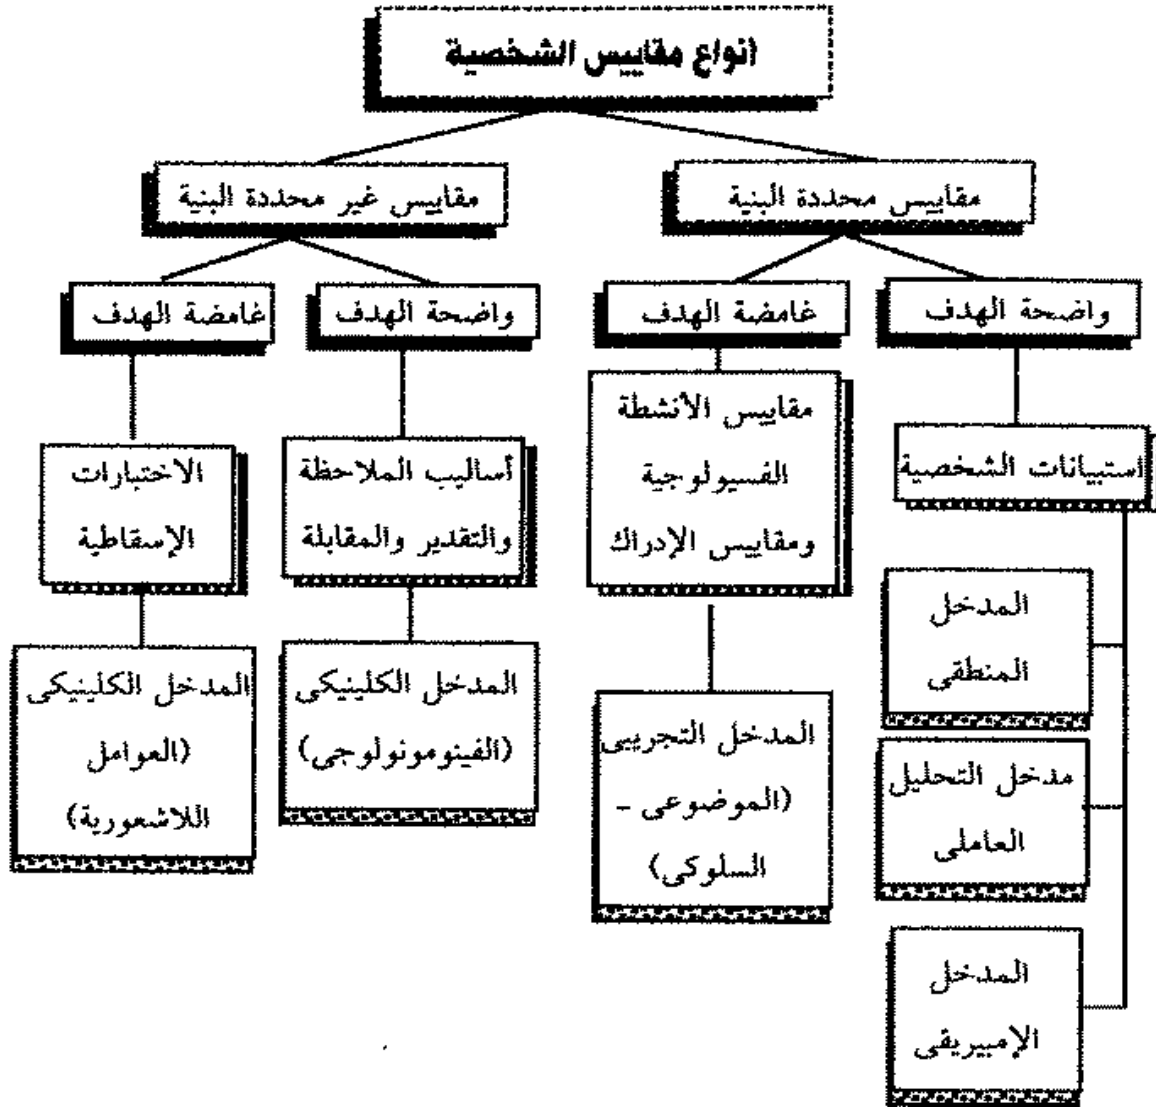 انواع مقاييس الشخصية
مقاييس محددة البنية
مقاييس غير محددة البنية
واضحة الهدف
غامضة الهدف
واضحة الهدف
غامضة الهدف
استبيانات الشخصية
مقاييس الأنشطة
الفسيولوجية
ومقاييس الإدراك
أساليب الملاحظة
والتقدير والمقابلة
الاختبارات
الإسقاطية
المدخل
المنطقى
مدخل التحليل
العاملى
المدخل
الإمبيريقى
المدخل التجريبى
(الموضوعى ـ
السلوكى)
المدخل الكلينيكى
(الفينومونولوجى)
المدخل الكلينيكى
(العوامل
اللاشعورية)